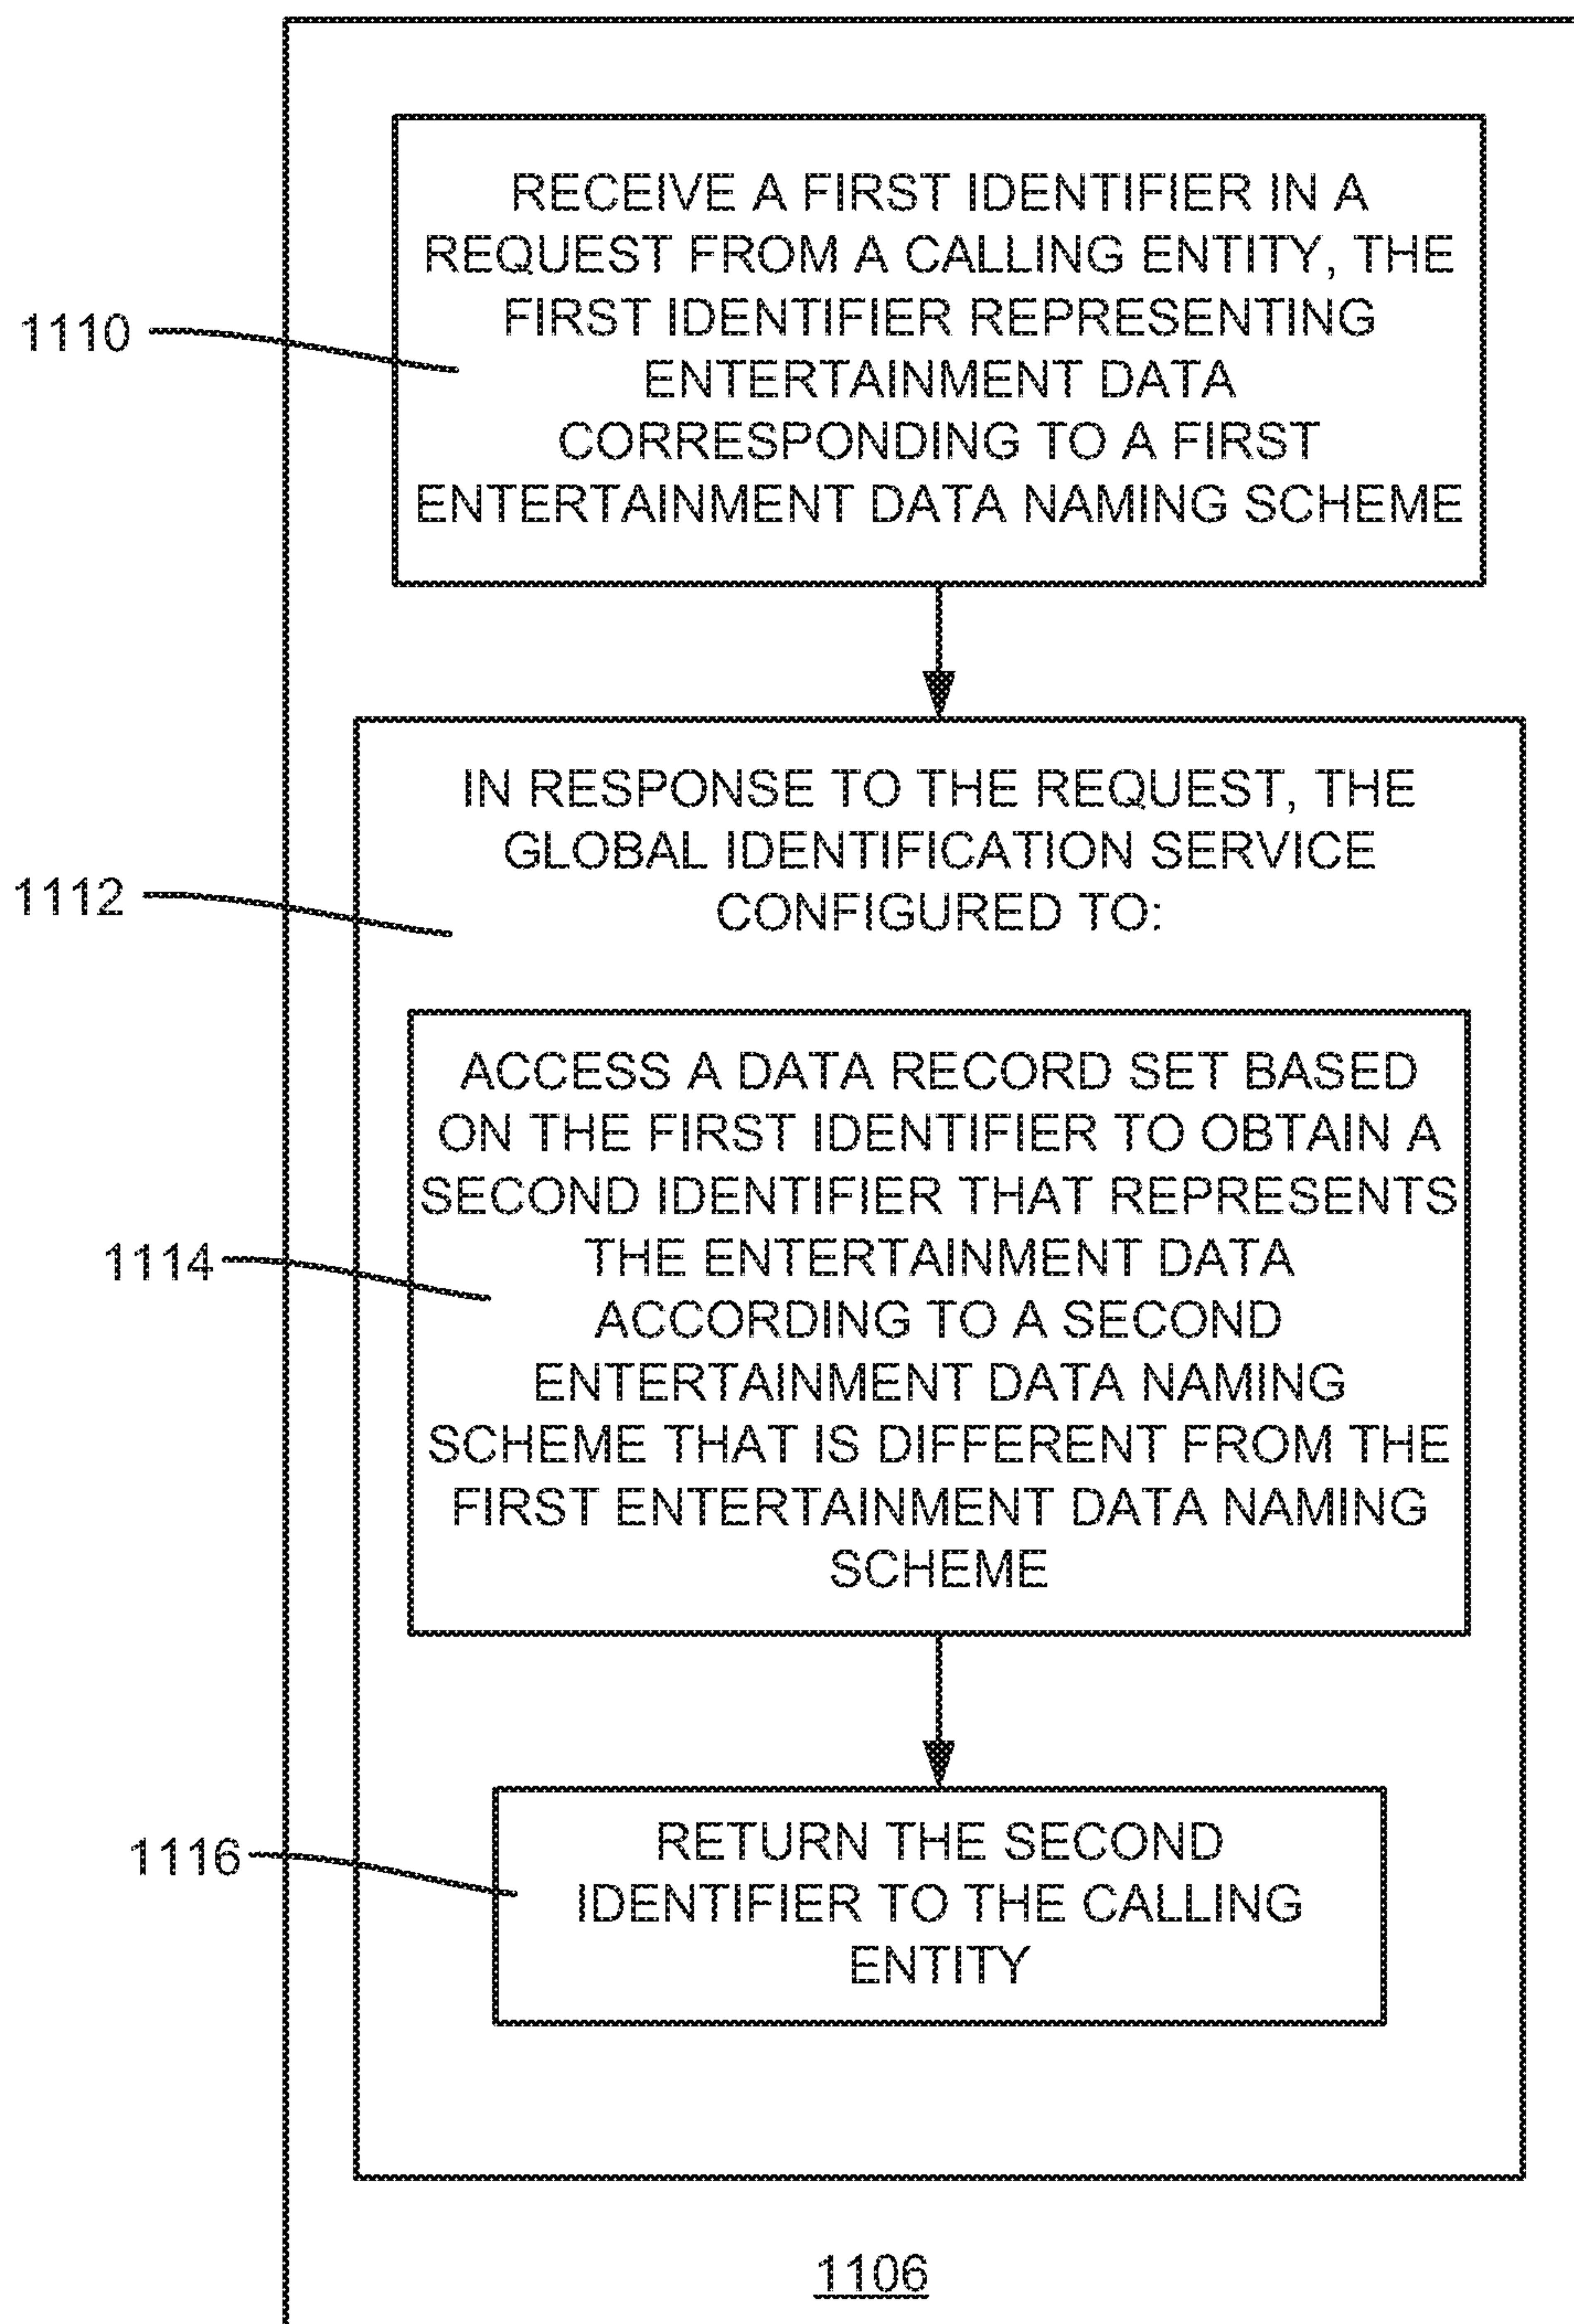 RECEIVE A FIRST IDENTIFIER IN A
REQUEST FROM A CALLING ENTITY, THE
FIRST IDENTIFIER REPRESENTING
ENTERTAINMENT DATA
CORRESPONDING TO A FIRST
ENTERTAINMENT DATA NAMING SCHEME
1110
IN RESPONSE TO THE REQUEST, THE
GLOBAL IDENTIFICATION SERVICE
CONFIGURED TO:
1112
ACCESS A DATA RECORD SET BASED
ON THE FIRST IDENTIFIER TO OBTAIN A
SECOND IDENTIFIER THAT REPRESENTS
THE ENTERTAINMENT DATA
ACCORDING TO A SECOND
ENTERTAINMENT DATA NAMING
SCHEME THAT IS DIFFERENT FROM THE
FIRST ENTERTAINMENT DATA NAMING
SCHEME
1114
RETURN THE SECOND
IDENTIFIER TO THE CALLING
ENTITY
1116
1106